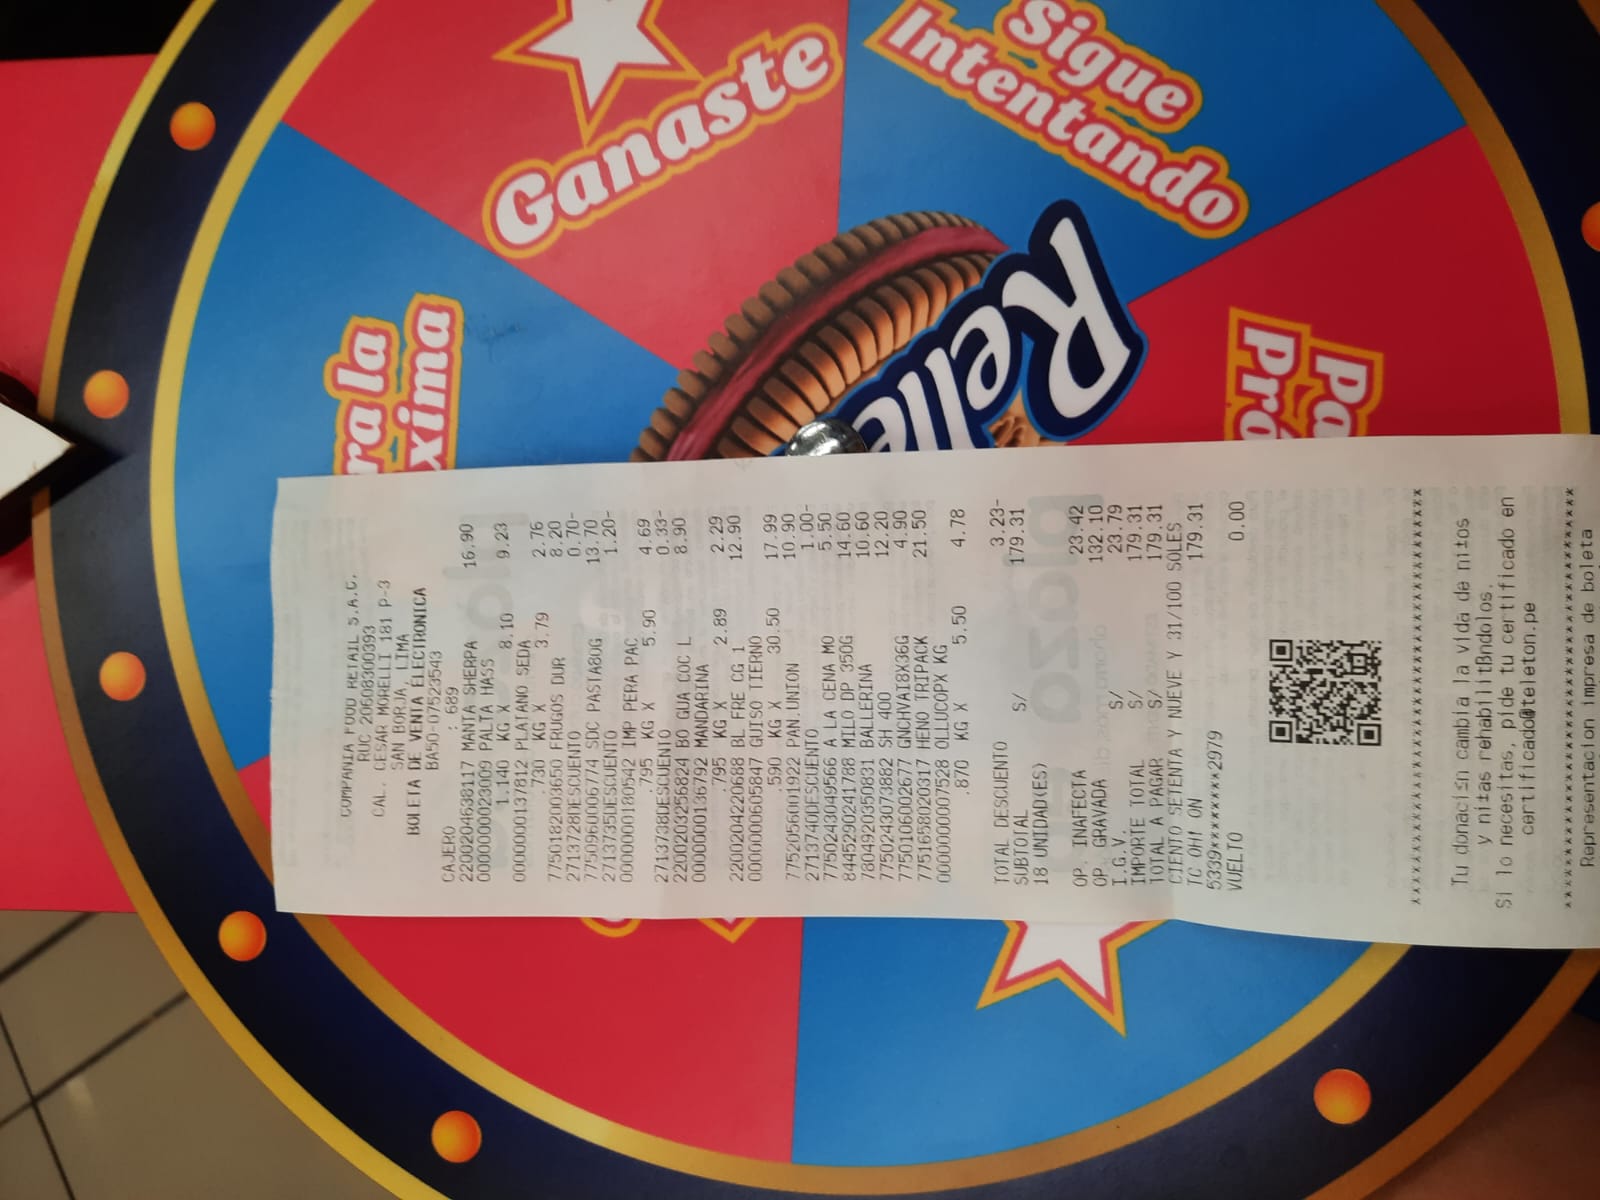 Ganaste
Sigue
Intentando
ra la
xima
Relle
Pa
Pró
COMPANIA FOOD RETAIL S.A.C.
RUC 20608300393
CAL. CESAR MORELLI 181 P-3
SAN BORJA, LIMA
BOLETA DE VENTA ELECTRONICA
BA50-07523543
CAJERO : 689
2200204638117 MANTA SHERPA 16.90
0000000023009 PALTA HASS
1.140 KG X 8.10 9.23
0000000137812 PLATANO SEDA
.730 KG X 3.79 2.76
7750182003650 FRUGOS DUR 8.20
2713728DESCUENTO 0.70-
7750960006774 SDC PASTA80G 13.70
2713735DESCUENTO 1.20-
0000000180542 IMP PERA PAC
.795 KG X 5.90 4.69
2713738DESCUENTO 0.33-
2200203256824 BO GUA COC L 8.90
0000000136792 MANDARINA
.795 KG X 2.89 2.29
2200204220688 BL FRE CG 1 12.90
0000000605847 GUISO TIERNO
.590 KG X 30.50 17.99
7752956001922 PAN.UNION 10.90
2713740DESCUENTO 1.00-
7750243049566 A LA CENA MO 5.50
8445290241788 MILO DP 350G 14.60
7804920350831 BALLERINA 10.60
7750243073882 SH 400 12.20
7750106002677 GNCHVAI8X36G 4.90
7751658020317 HENO TRIPACK 21.50
0000000007528 OLLUCOPX KG
.870 KG X 5.50 4.78
TOTAL DESCUENTO 3.23-
SUBTOTAL S/ 179.31
18 UNIDAD(ES)
OP. INAFECTA 23.42
OP. GRAVADA 132.10
I.G.V. S/ 23.79
IMPORTE TOTAL S/ 179.31
TOTAL A PAGAR S/ 179.31
CIENTO SETENTA Y NUEVE Y 31/100 SOLES
TC OH! ON 179.31
5339********2979
VUELTO 0.00
Tu donación cambia la vida de nitos
y nitas rehabilitBndolos.
Si lo necesitas, pide tu certificado en
certificado@teleton.pe
Representacion impresa de boleta